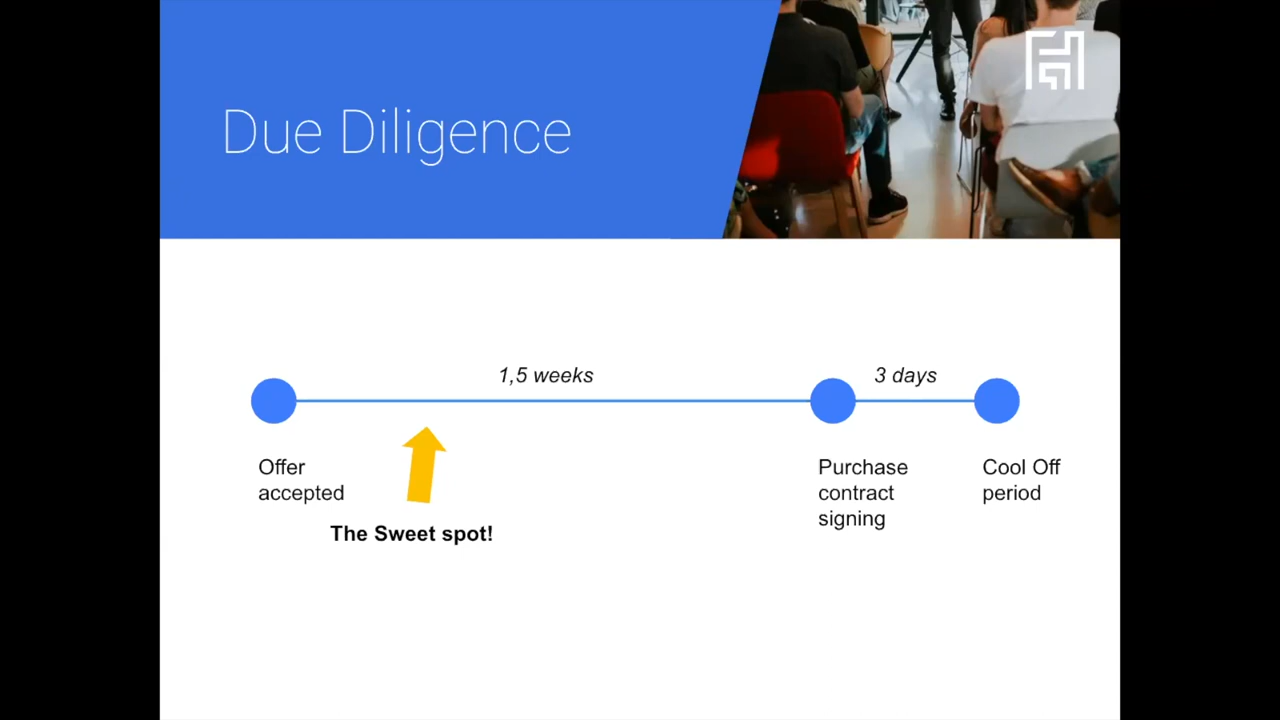 Due Diligence
1,5 weeks
3 days
Offer
accepted
The Sweet spot!
Purchase
contract
signing
Cool Off
period